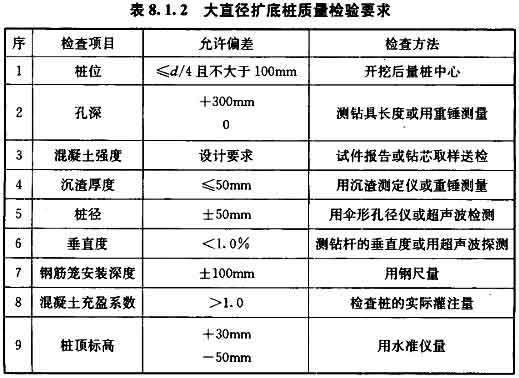 表8.1.2 大直径扩底桩质量检验要求
序 检查项目 允许偏差 检查方法
1 桩位 ≤d/4且不大于100mm 开挖后量桩中心
2 孔深 +300mm 0 测钻具长度或用重锤测量
3 混凝土强度 设计要求 试件报告或钻芯取样送检
4 沉渣厚度 ≤50mm 用沉渣测定仪或重锤测量
5 桩径 ±50mm 用伞形孔径仪或超声波检测
6 垂直度 <1.0% 测钻杆的垂直度或用超声波探测
7 钢筋笼安装深度 ±100mm 用钢尺量
8 混凝土充盈系数 >1.0 检查桩的实际灌注量
9 桩顶标高 +30mm -50mm 用水准仪量